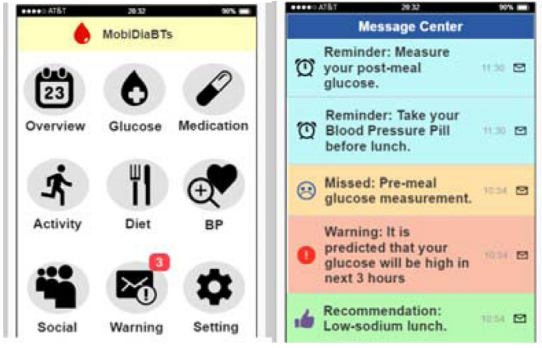 AT&T 20:32 90%
MobiDiaBTs
23
Overview Glucose Medication
Activity Diet BP
3
Social Warning Setting
AT&T 20:32 90%
Message Center
Reminder: Measure
your post-meal
glucose.
11:30
Reminder: Take your
Blood Pressure Pill
before lunch.
11:30
Missed: Pre-meal
glucose measurement.
10:34
Warning: It is
predicted that your
glucose will be high in
next 3 hours
10:34
Recommendation:
Low-sodium lunch.
10:54